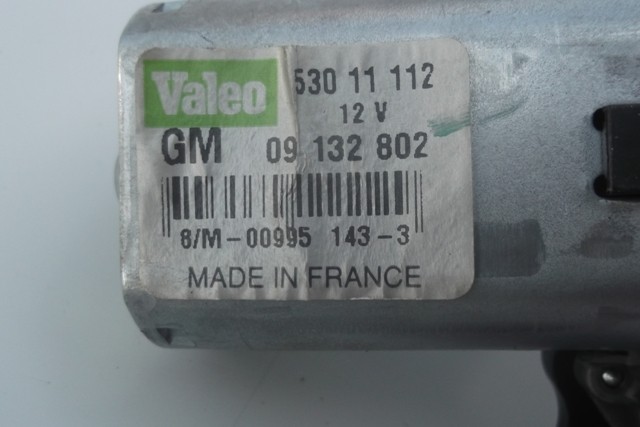 Valeo 530 11 112
12 V
GM 09 132 802
8/M-00995 143-3
MADE IN FRANCE